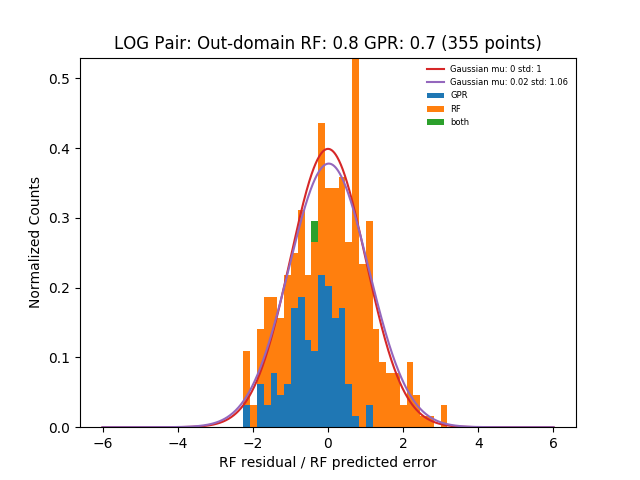 LOG Pair: Out-domain RF: 0.8 GPR: 0.7 (355 points)
Gaussian mu: 0 std: 1
Gaussian mu: 0.02 std: 1.06
GPR
RF
both
Normalized Counts
0.5
0.4
0.3
0.2
0.1
0.0
−6 −4 −2 0 2 4 6
RF residual / RF predicted error